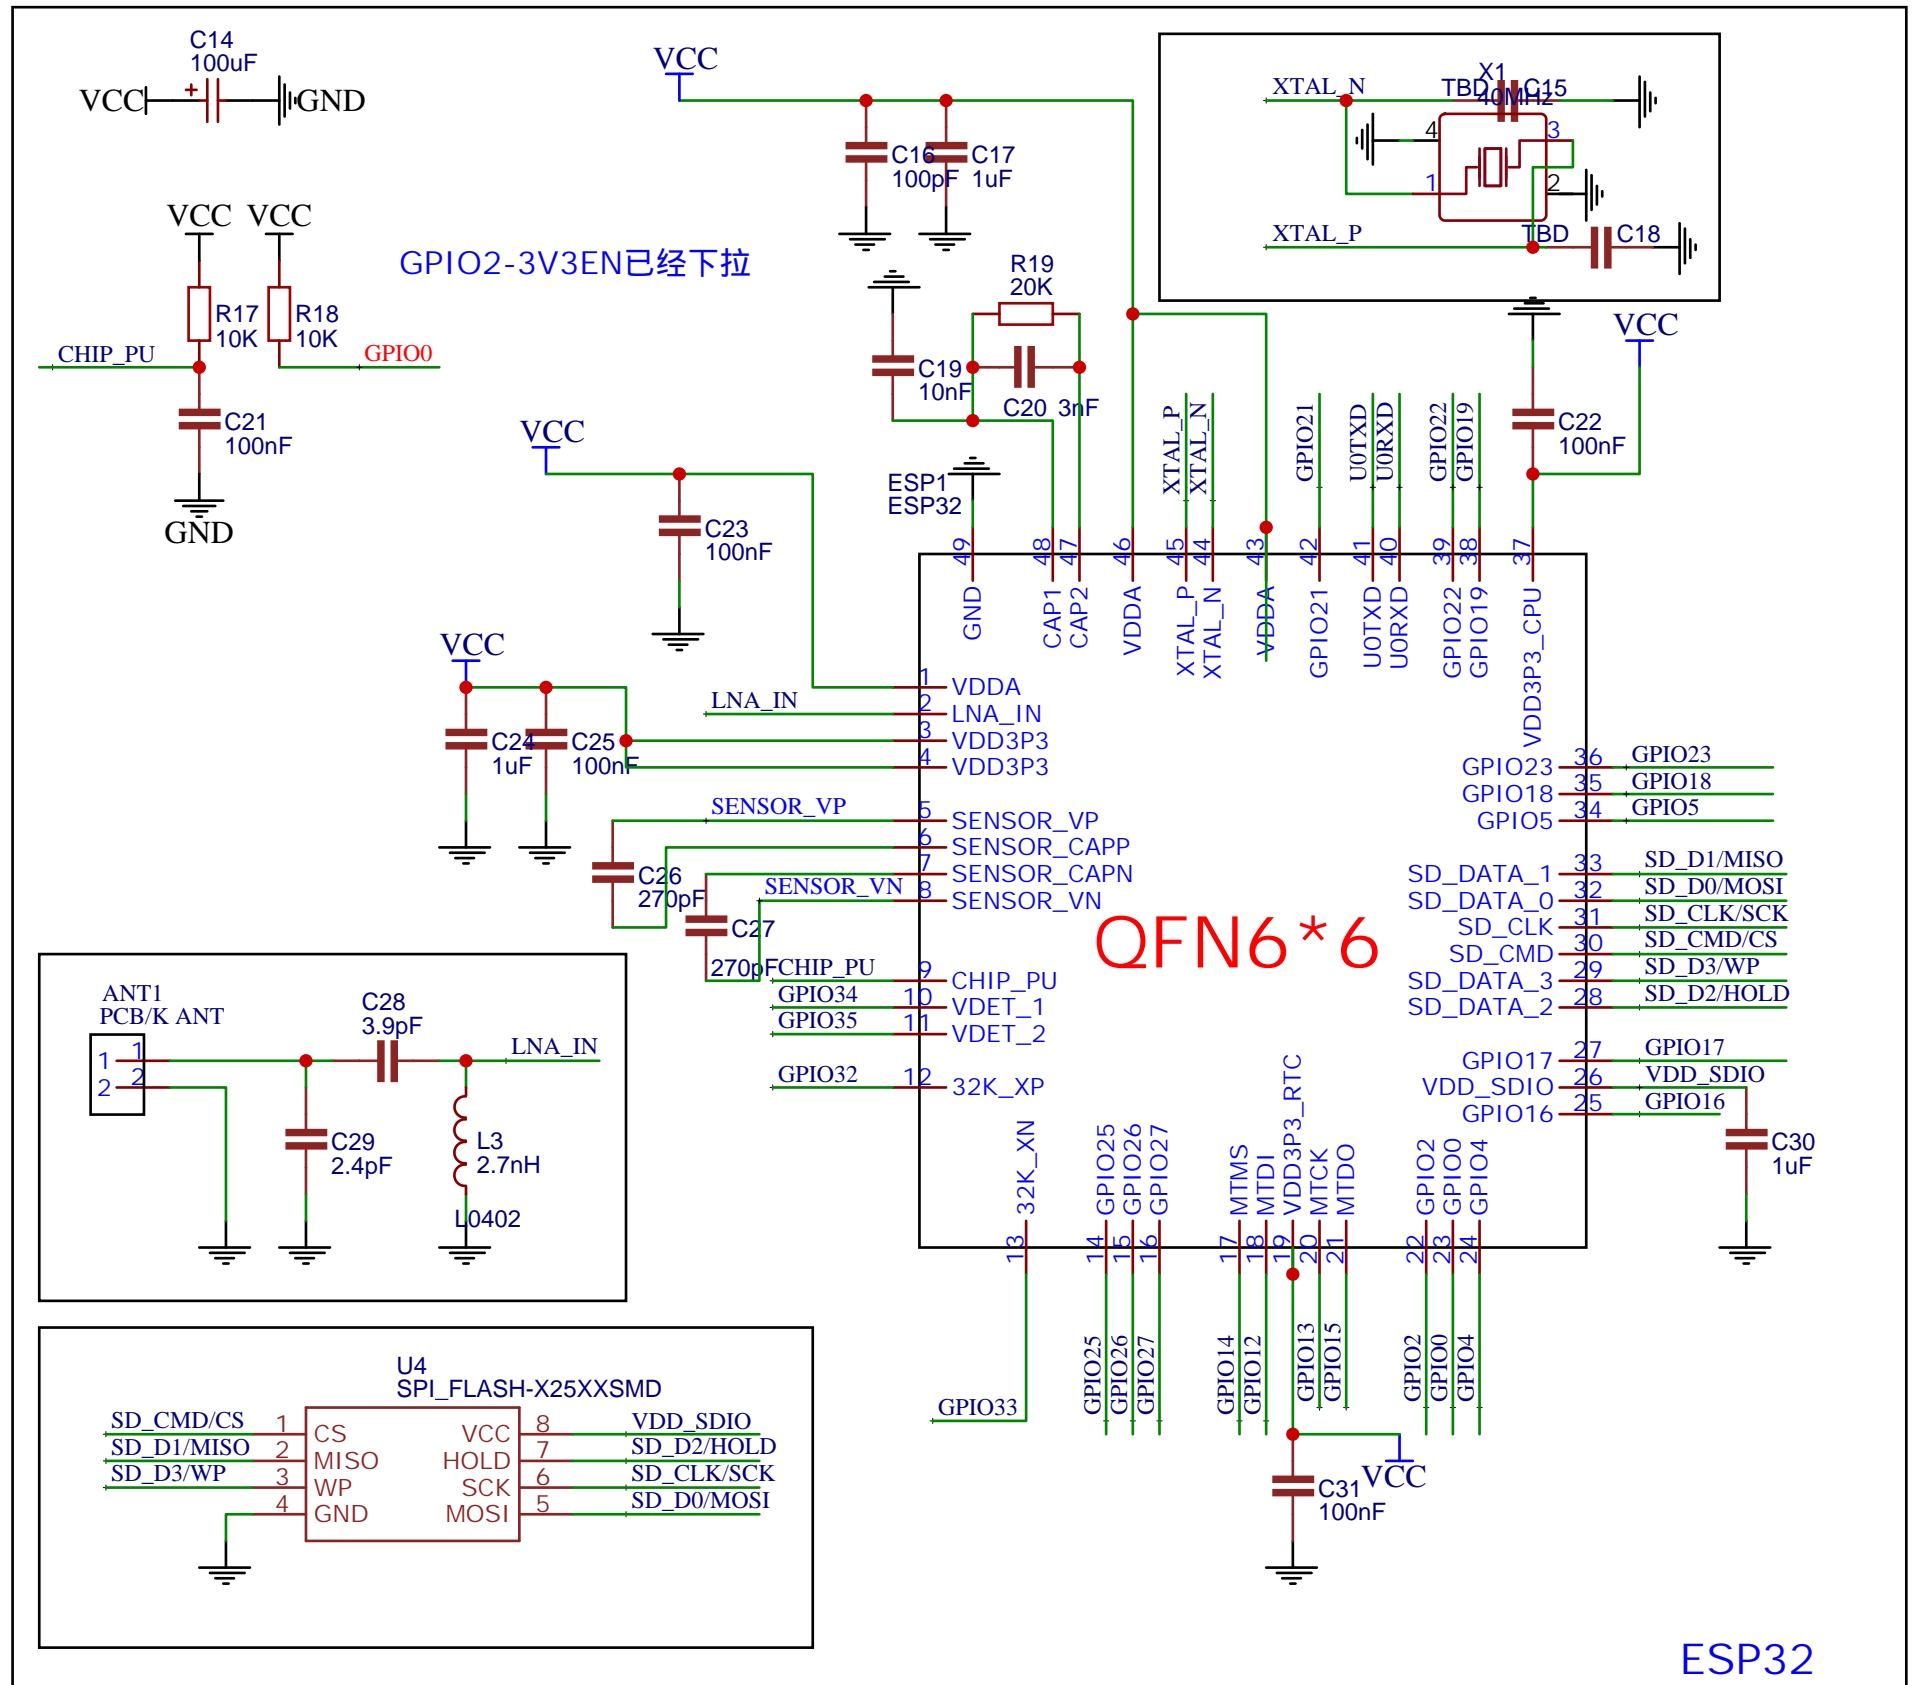 C14
100uF
VCC
GND
VCC
C16
100pF
C17
1uF
X1
40MHz
TBD
C15
XTAL_N
4
3
1
2
XTAL_P
TBD
C18
VCC
VCC
R17
10K
R18
10K
CHIP_PU
GPIO0
C21
100nF
GND
GPIO2-3V3EN已经下拉
R19
20K
C19
10nF
C20
3nF
VCC
C22
100nF
VCC
C23
100nF
ESP1
ESP32
XTAL_P
XTAL_N
GPIO21
U0TXD
U0RXD
GPIO22
GPIO19
49
48
47
46
45
44
43
42
41
40
39
38
37
GND
CAP1
CAP2
VDDA
XTAL_P
XTAL_N
VDDA
GPIO21
U0TXD
U0RXD
GPIO22
GPIO19
VDD3P3_CPU
VCC
C24
1uF
C25
100nF
1 VDDA
LNA_IN 2 LNA_IN
3 VDD3P3
4 VDD3P3
SENSOR_VP 5 SENSOR_VP
6 SENSOR_CAPP
7 SENSOR_CAPN
SENSOR_VN 8 SENSOR_VN
C26
270pF
C27
270pF
CHIP_PU 9 CHIP_PU
GPIO34 10 VDET_1
GPIO35 11 VDET_2
GPIO32 12 32K_XP
QFN6*6
GPIO23 36 GPIO23
GPIO18 35 GPIO18
GPIO5 34 GPIO5
SD_DATA_1 33 SD_D1/MISO
SD_DATA_0 32 SD_D0/MOSI
SD_CLK 31 SD_CLK/SCK
SD_CMD 30 SD_CMD/CS
SD_DATA_3 29 SD_D3/WP
SD_DATA_2 28 SD_D2/HOLD
GPIO17 27 GPIO17
VDD_SDIO 26 VDD_SDIO
GPIO16 25 GPIO16
C30
1uF
32K_XN
GPIO25
GPIO26
GPIO27
MTMS
MTDI
VDD3P3_RTC
MTCK
MTDO
GPIO2
GPIO0
GPIO4
13
14
15
16
17
18
19
20
21
22
23
24
GPIO33
GPIO25
GPIO26
GPIO27
GPIO14
GPIO12
GPIO13
GPIO15
GPIO2
GPIO0
GPIO4
VCC
C31
100nF
ANT1
PCB/K ANT
1 1
2 2
C28
3.9pF
LNA_IN
C29
2.4pF
L3
2.7nH
L0402
U4
SPI_FLASH-X25XXSMD
SD_CMD/CS 1 CS VCC 8 VDD_SDIO
SD_D1/MISO 2 MISO HOLD 7 SD_D2/HOLD
SD_D3/WP 3 WP SCK 6 SD_CLK/SCK
4 GND MOSI 5 SD_D0/MOSI
ESP32